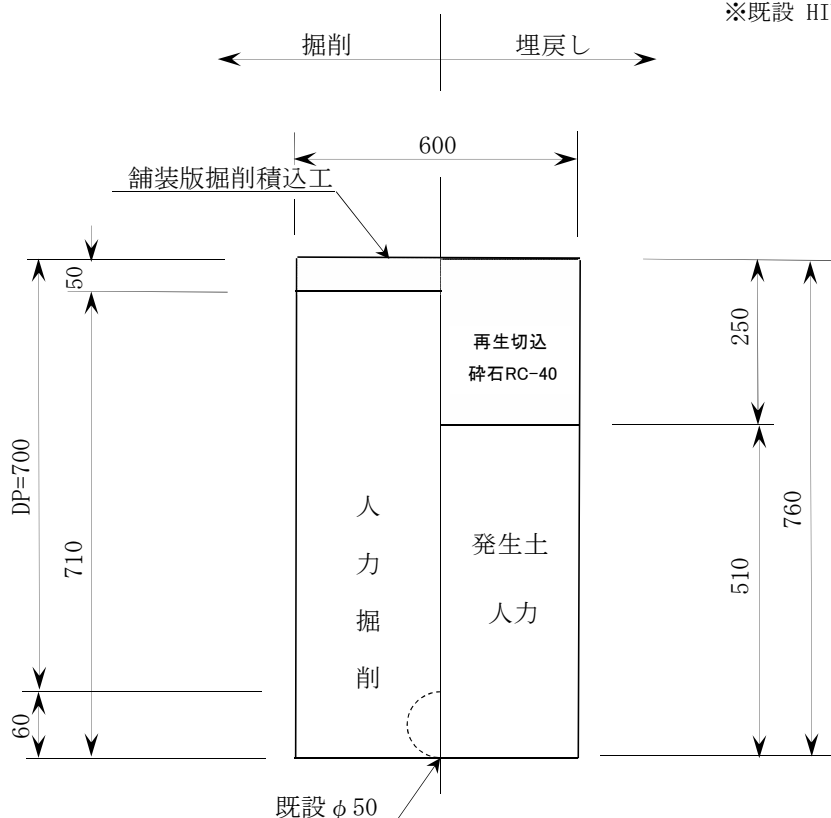 ※既設 HI
掘削
埋戻し
600
舗装版掘削積込工
50
250
再生切込
砕石RC-40
DP=700
710
760
人
力
掘
削
発生土
人力
510
60
既設φ50